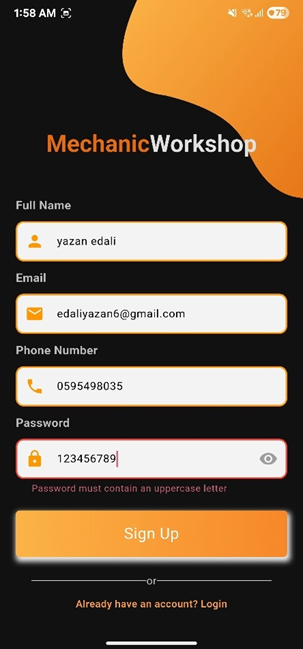 1:58 AM
79
MechanicWorkshop
Full Name
yazan edali
Email
edaliyazan6@gmail.com
Phone Number
0595498035
Password
123456789
Password must contain an uppercase letter
Sign Up
or
Already have an account? Login